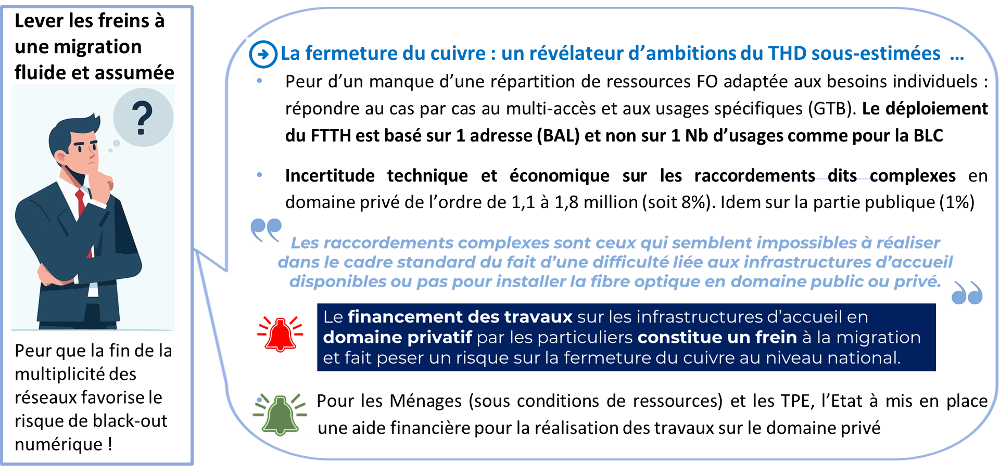 Lever les freins à
une migration
fluide et assumée
?
Peur que la fin de la
multiplicité des
réseaux favorise le
risque de black-out
numérique !
La fermeture du cuivre : un révélateur d’ambitions du THD sous-estimées ...
• Peur d’un manque d’une répartition de ressources FO adaptée aux besoins individuels :
répondre au cas par cas au multi-accès et aux usages spécifiques (GTB). Le déploiement
du FTTH est basé sur 1 adresse (BAL) et non sur 1 Nb d’usages comme pour la BLC
• Incertitude technique et économique sur les raccordements dits complexes en
domaine privé de l’ordre de 1,1 à 1,8 million (soit 8%). Idem sur la partie publique (1%)
“ Les raccordements complexes sont ceux qui semblent impossibles à réaliser
dans le cadre standard du fait d’une difficulté liée aux infrastructures d’accueil
disponibles ou pas pour installer la fibre optique en domaine public ou privé. ”
Le financement des travaux sur les infrastructures d’accueil en
domaine privatif par les particuliers constitue un frein à la migration
et fait peser un risque sur la fermeture du cuivre au niveau national.
• Pour les Ménages (sous conditions de ressources) et les TPE, l’Etat à mis en place
une aide financière pour la réalisation des travaux sur le domaine privé